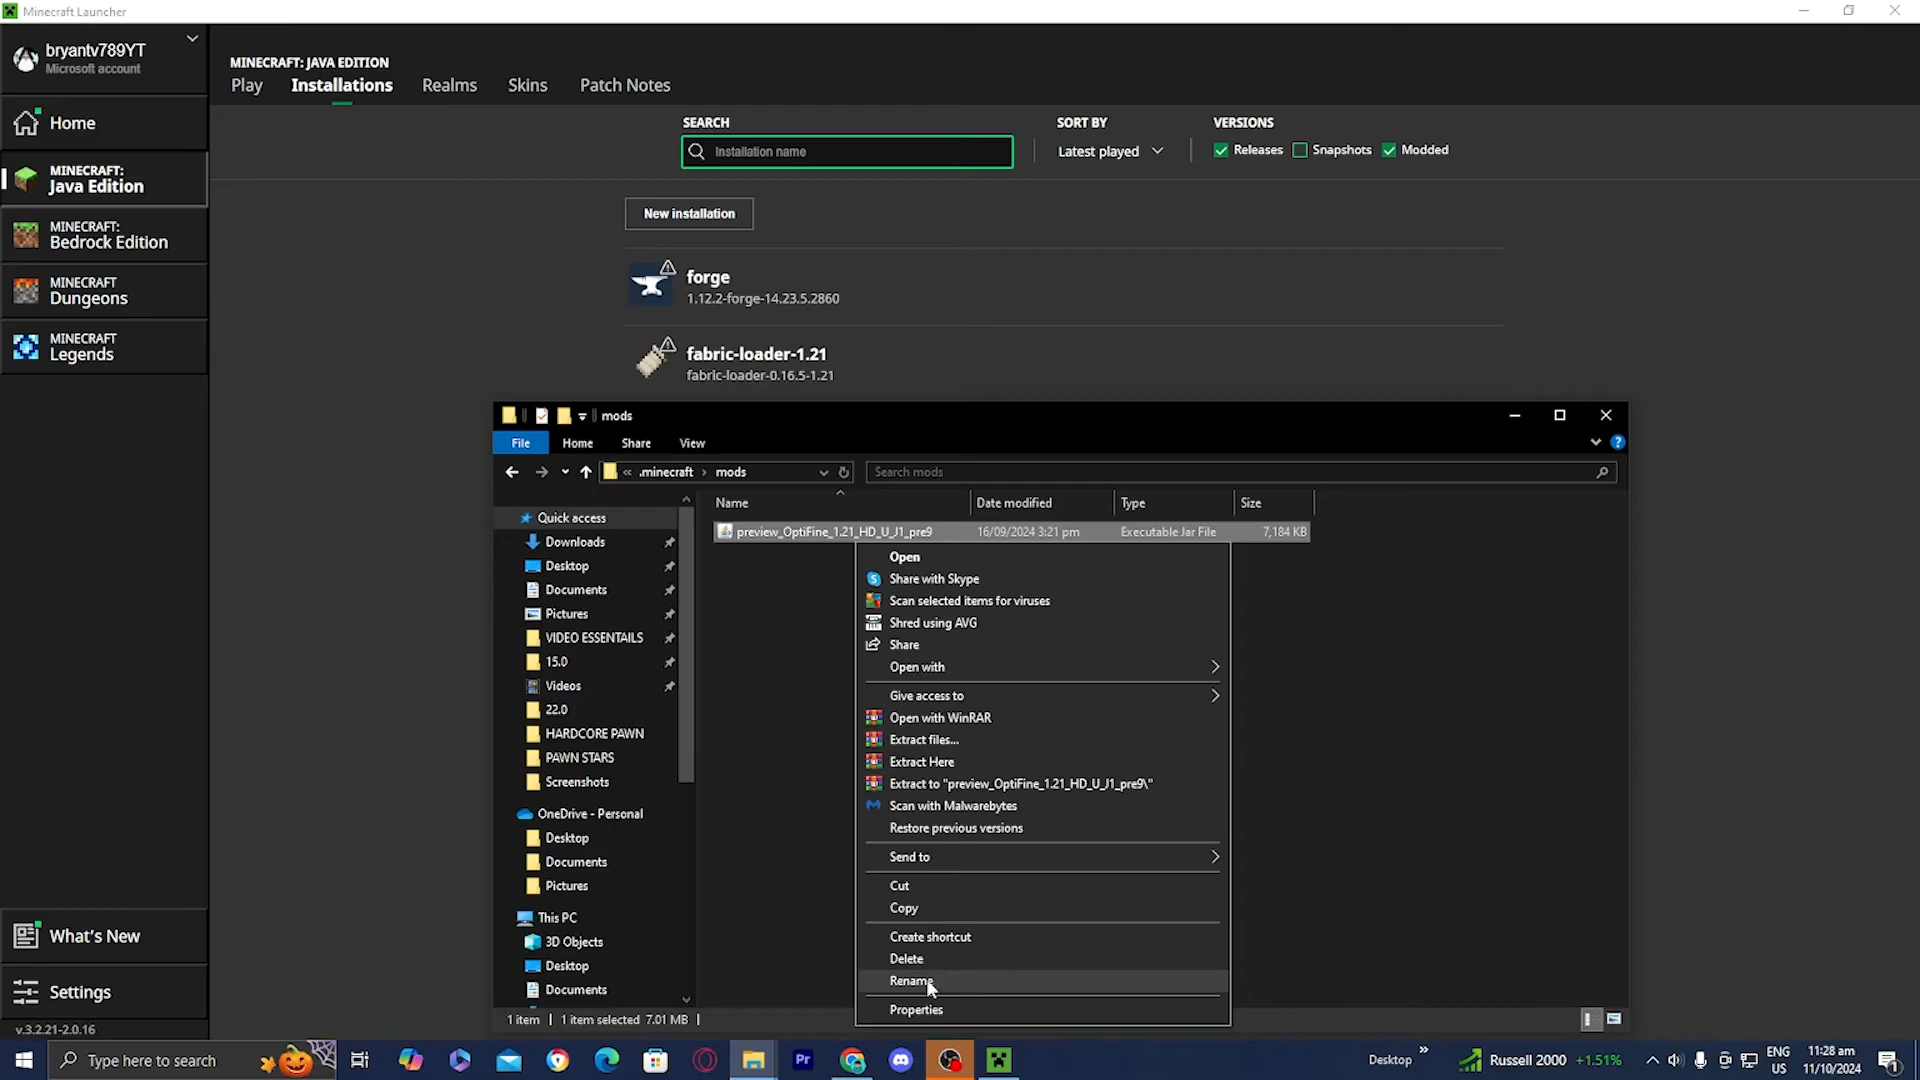 Minecraft Launcher
bryantv789YT
Microsoft account
Home
MINECRAFT:
Java Edition
MINECRAFT:
Bedrock Edition
MINECRAFT
Dungeons
MINECRAFT
Legends
What's New
Settings
v.3.2.21-2.0.16
MINECRAFT: JAVA EDITION
Play Installations Realms Skins Patch Notes
SEARCH SORT BY VERSIONS
Installation name Latest played Releases Snapshots Modded
New installation
forge
1.12.2-forge-14.23.5.2860
fabric-loader-1.21
fabric-loader-0.16.5-1.21
mods
File Home Share View
« .minecraft › mods Search mods
Name Date modified Type Size
preview_OptiFine_1.21_HD_U_J1_pre9 16/09/2024 3:21 pm Executable Jar File 7,184 KB
Quick access
Downloads
Desktop
Documents
Pictures
VIDEO ESSENTAILS
15.0
Videos
22.0
HARDCORE PAWN
PAWN STARS
Screenshots
OneDrive - Personal
Desktop
Documents
Pictures
This PC
3D Objects
Desktop
Documents
Open
Share with Skype
Scan selected items for viruses
Shred using AVG
Share
Open with
Give access to
Open with WinRAR
Extract files...
Extract Here
Extract to "preview_OptiFine_1.21_HD_U_J1_pre9\"
Scan with Malwarebytes
Restore previous versions
Send to
Cut
Copy
Create shortcut
Delete
Rename
Properties
1 item 1 item selected 7.01 MB
Type here to search
Pr
Desktop » Russell 2000 +1.51%
ENG
US
11:28 am
11/10/2024
1